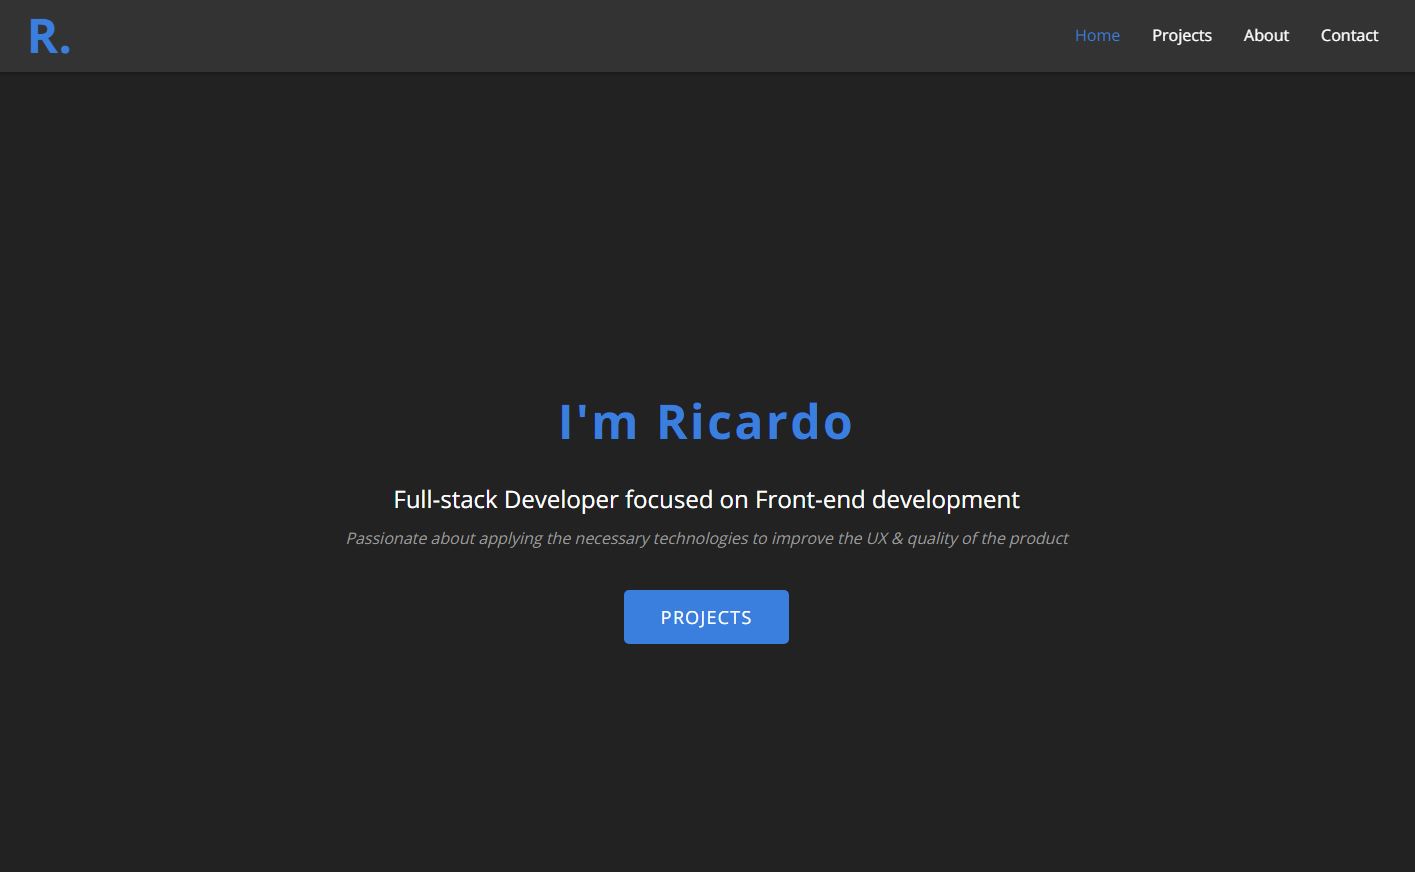 R.
Home Projects About Contact
I'm Ricardo
Full-stack Developer focused on Front-end development
Passionate about applying the necessary technologies to improve the UX & quality of the product
PROJECTS